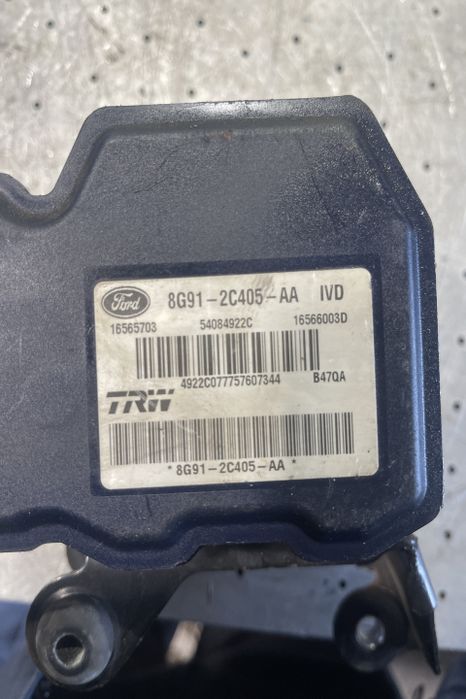 Ford 8G91-2C405-AA IVD
16565703 54084922C 16566003D
4922C077757607344 B47QA
TRW
*8G91-2C405-AA*